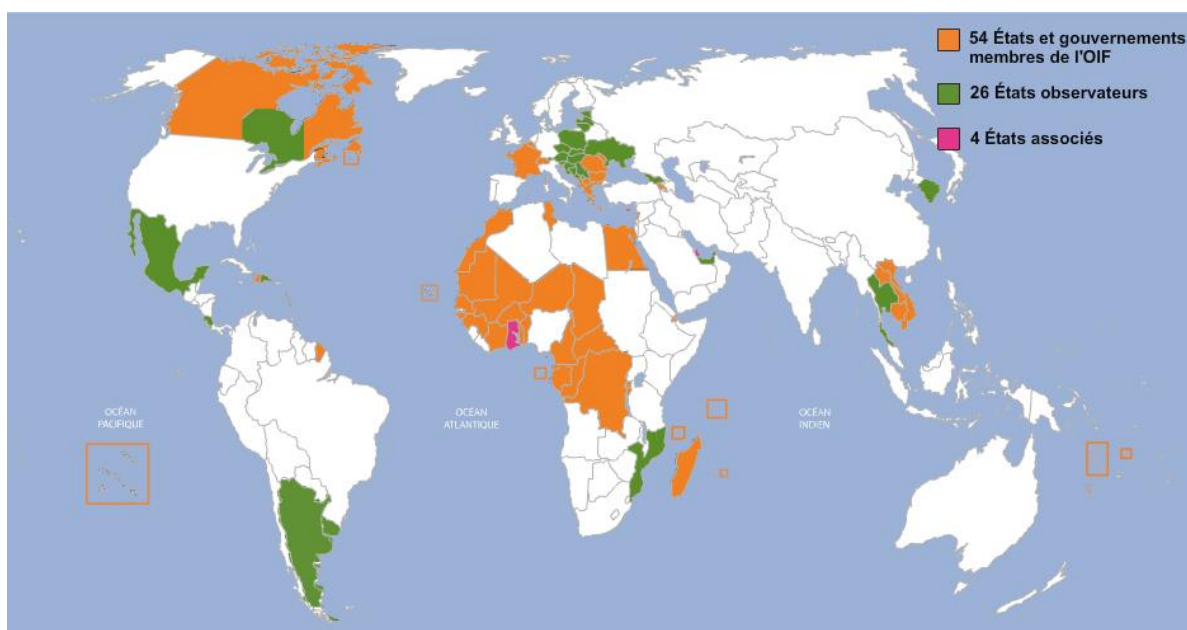 54 États et gouvernements
membres de l'OIF
26 États observateurs
4 États associés
OCÉAN
PACIFIQUE
OCÉAN
ATLANTIQUE
OCÉAN
INDIEN